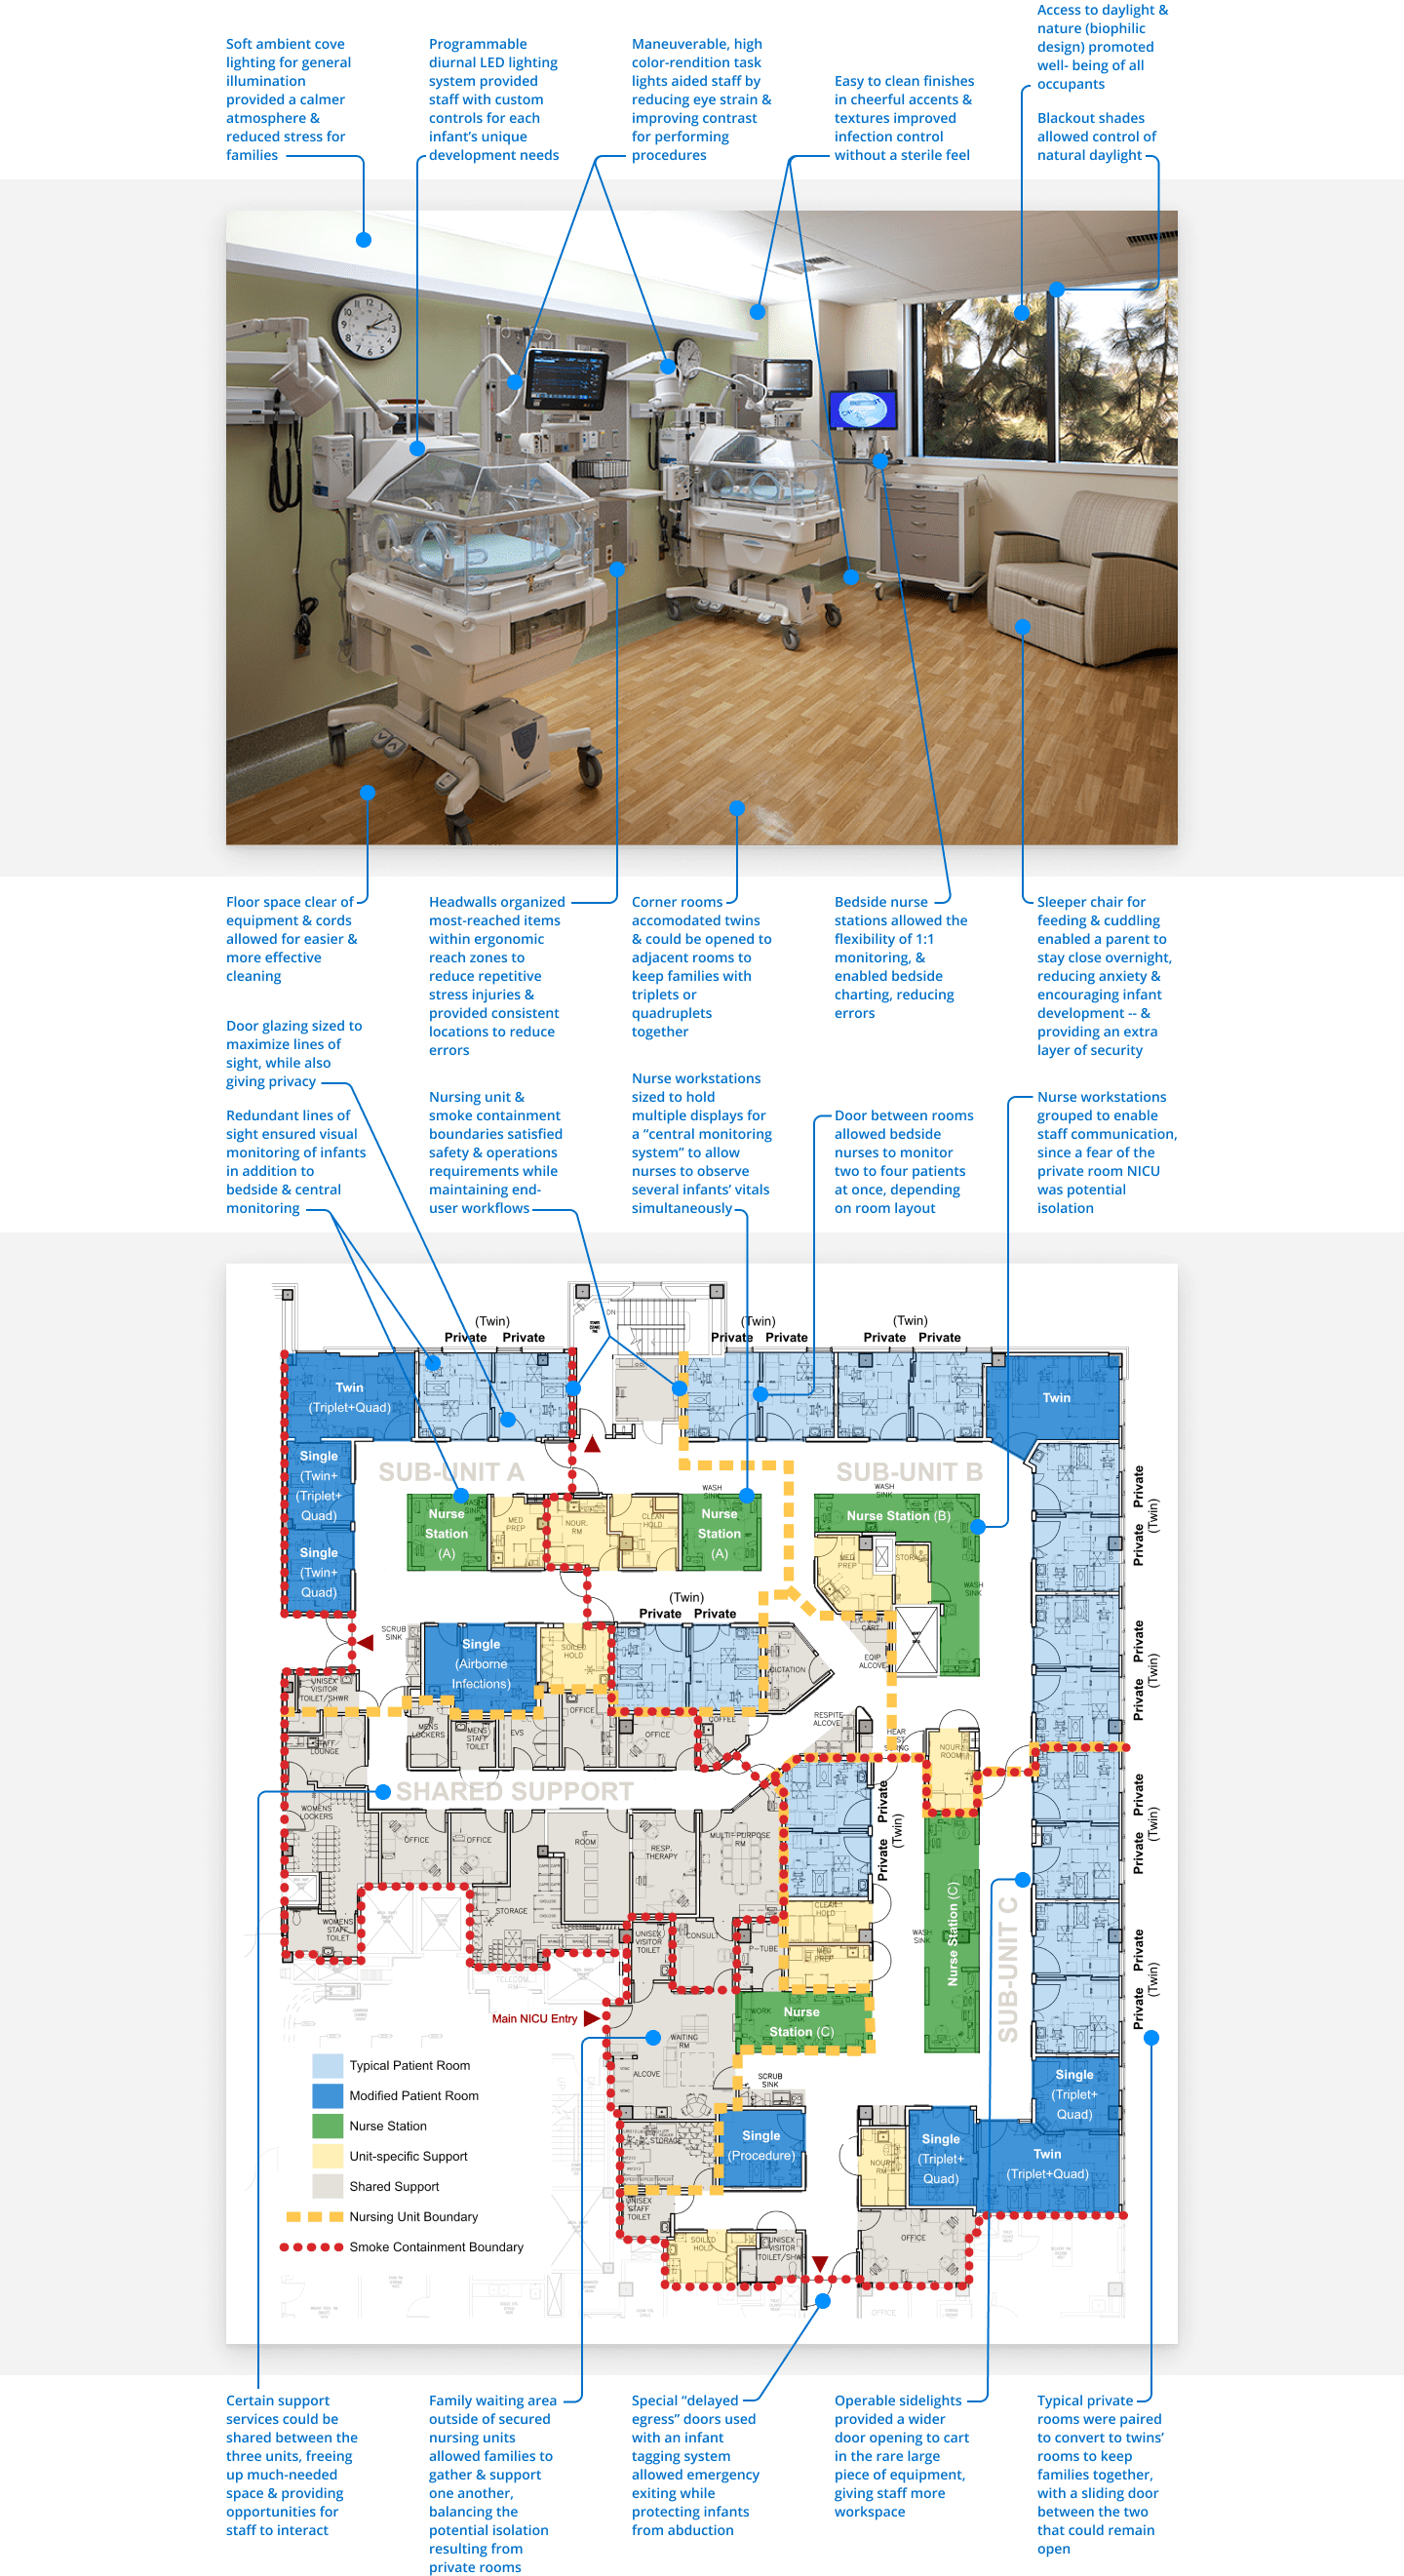 Soft ambient cove
lighting for general
illumination
provided a calmer
atmosphere &
reduced stress for
families
Programmable
diurnal LED lighting
system provided
staff with custom
controls for each
infant's unique
development needs
Maneuverable, high
color-rendition task
lights aided staff by
reducing eye strain &
improving contrast
for performing
procedures
Easy to clean finishes
in cheerful accents &
textures improved
infection control
without a sterile feel
Access to daylight &
nature (biophilic
design) promoted
well- being of all
occupants
Blackout shades
allowed control of
natural daylight
Floor space clear of
equipment & cords
allowed for easier &
more effective
cleaning
Headwalls organized
most-reached items
within ergonomic
reach zones to
reduce repetitive
stress injuries &
provided consistent
locations to reduce
errors
Corner rooms
accomodated twins
& could be opened to
adjacent rooms to
keep families with
triplets or
quadruplets
together
Bedside nurse
stations allowed the
flexibility of 1:1
monitoring, &
enabled bedside
charting, reducing
errors
Sleeper chair for
feeding & cuddling
enabled a parent to
stay close overnight,
reducing anxiety &
encouraging infant
development -- &
providing an extra
layer of security
Door glazing sized to
maximize lines of
sight, while also
giving privacy
Redundant lines of
sight ensured visual
monitoring of infants
in addition to
bedside & central
monitoring
Nursing unit &
smoke containment
boundaries satisfied
safety & operations
requirements while
maintaining end-
user workflows
Nurse workstations
sized to hold
multiple displays for
a “central monitoring
system” to allow
nurses to observe
several infants' vitals
simultaneously
Door between rooms
allowed bedside
nurses to monitor
two to four patients
at once, depending
on room layout
Nurse workstations
grouped to enable
staff communication,
since a fear of the
private room NICU
was potential
isolation
(Twin)
Private Private
(Twin)
Private Private
(Twin)
Private Private
Twin
(Triplet+Quad)
Twin
Single
(Twin+
(Triplet+
Quad)
Single
(Twin+
Quad)
SUB-UNIT A
SUB-UNIT B
Nurse
Station
(A)
MED
PREP
NOUR.
RM
CLEAN
HOLD
WASH
SINK
Nurse
Station
(A)
WASH
SINK
Nurse Station (B)
MED
PREP
STORAGE
WASH
SINK
Private Private
(Twin)
(Twin)
Private Private
SCRUB
SINK
Single
(Airborne
Infections)
SOILED
HOLD
DICTATION
CART
EQIP
ALCOVE
Private Private
(Twin)
UNISEX
VISITOR
TOILET/SHWR
STAFF
LOUNGE
MENS
LOCKERS
MENS
STAFF
TOILET
EVS
OFFICE
OFFICE
COFFEE
RESPITE
ALCOVE
NOUR.
ROOM
SHARED SUPPORT
WOMENS
LOCKERS
OFFICE
OFFICE
ROOM
RESP.
THERAPY
MULTI-PURPOSE
RM
Private Private
(Twin)
Private Private
(Twin)
STORAGE
WOMENS
STAFF
TOILET
UNISEX
VISITOR
TOILET
CONSULT
P-TUBE
CLEAN
HOLD
MED
PREP
WASH
SINK
Nurse Station (C)
SUB-UNIT C
Private Private
(Twin)
TELECOM
RM
Main NICU Entry
WAITING
RM
ALCOVE
WORK
Nurse
Station (C)
SCRUB
SINK
Single
(Triplet+
Quad)
STORAGE
Single
(Procedure)
NOUR
RM
Single
(Triplet+
Quad)
Twin
(Triplet+Quad)
UNISEX
STAFF
TOILET
SOILED
HOLD
UNISEX
VISITOR
TOILET/SHWR
OFFICE
OFFICE
Typical Patient Room
Modified Patient Room
Nurse Station
Unit-specific Support
Shared Support
Nursing Unit Boundary
Smoke Containment Boundary
Certain support
services could be
shared between the
three units, freeing
up much-needed
space & providing
opportunities for
staff to interact
Family waiting area
outside of secured
nursing units
allowed families to
gather & support
one another,
balancing the
potential isolation
resulting from
private rooms
Special “delayed
egress” doors used
with an infant
tagging system
allowed emergency
exiting while
protecting infants
from abduction
Operable sidelights
provided a wider
door opening to cart
in the rare large
piece of equipment,
giving staff more
workspace
Typical private
rooms were paired
to convert to twins'
rooms to keep
families together,
with a sliding door
between the two
that could remain
open